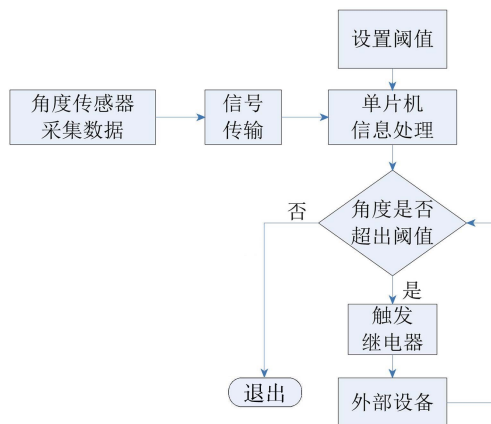 设置阈值
角度传感器
采集数据
信号
传输
单片机
信息处理
角度是否
超出阈值
否
是
触发
继电器
退出
外部设备